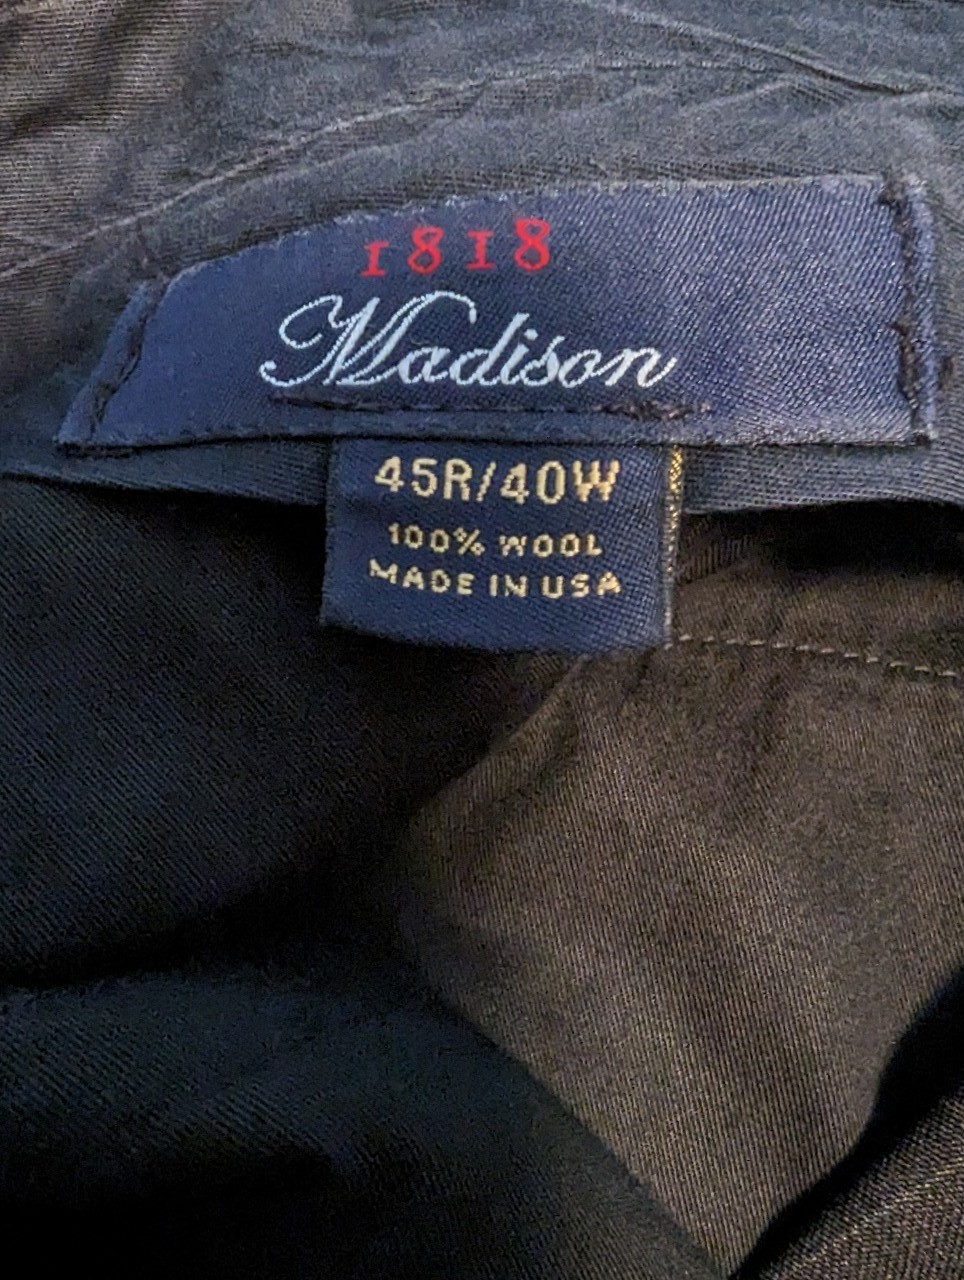 1818
Madison
45R/40W
100% WOOL
MADE IN USA